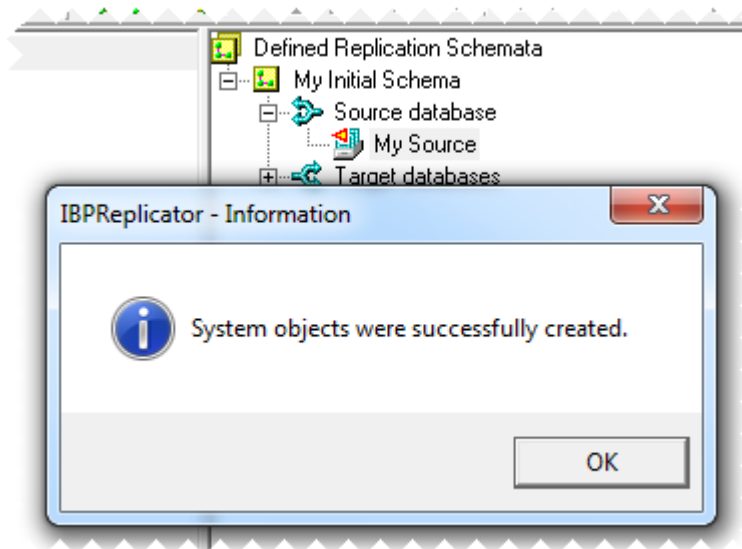 Defined Replication Schemata
My Initial Schema
Source database
My Source
Target databases
IBPReplicator - Information
System objects were successfully created.
OK